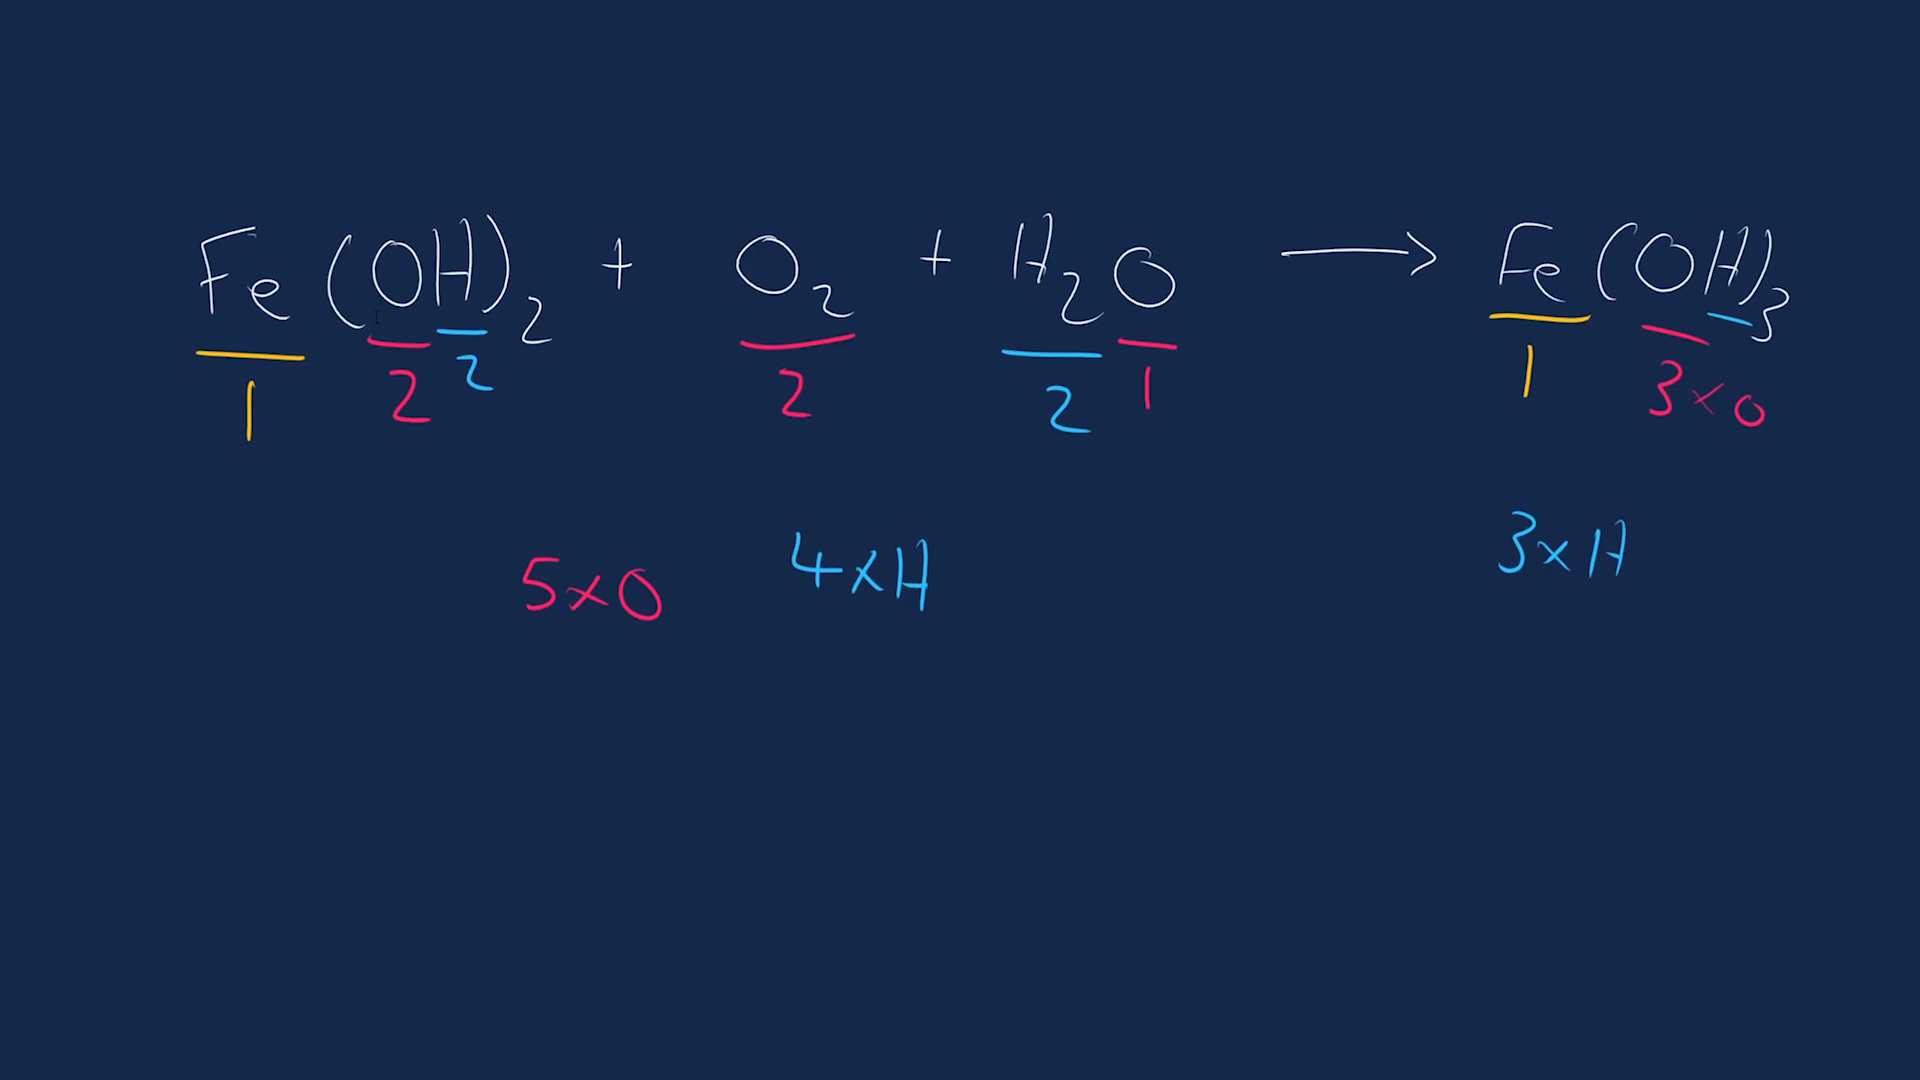 Fe(OH)₂ + O₂ + H₂O → Fe(OH)₃
1 2 2 2 2 1 1 3×O
5×O 4×H 3×H